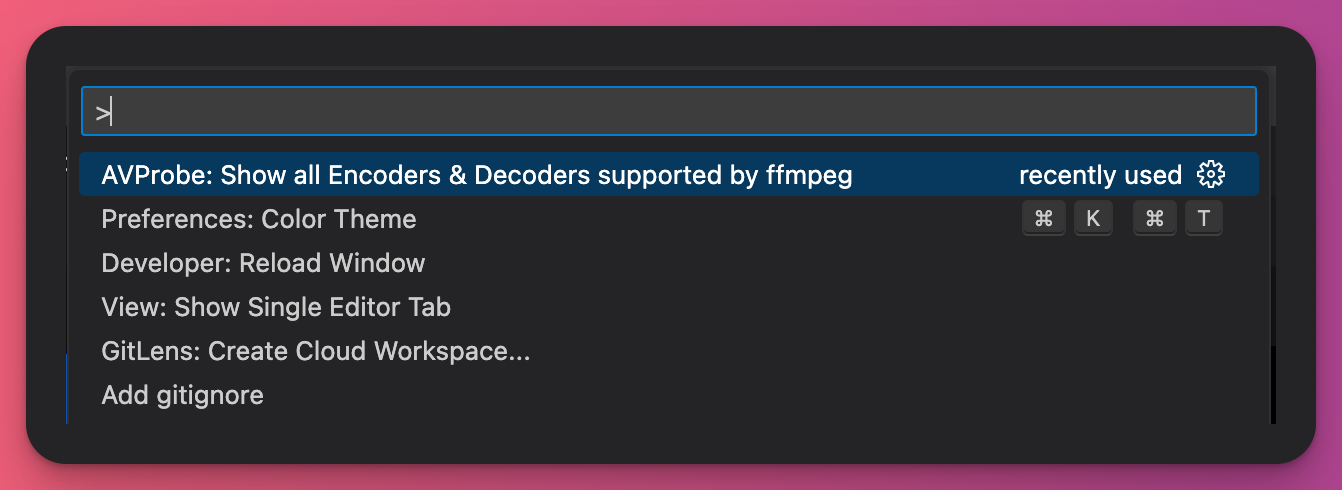 >
AVProbe: Show all Encoders & Decoders supported by ffmpeg recently used
Preferences: Color Theme ⌘ K ⌘ T
Developer: Reload Window
View: Show Single Editor Tab
GitLens: Create Cloud Workspace...
Add gitignore